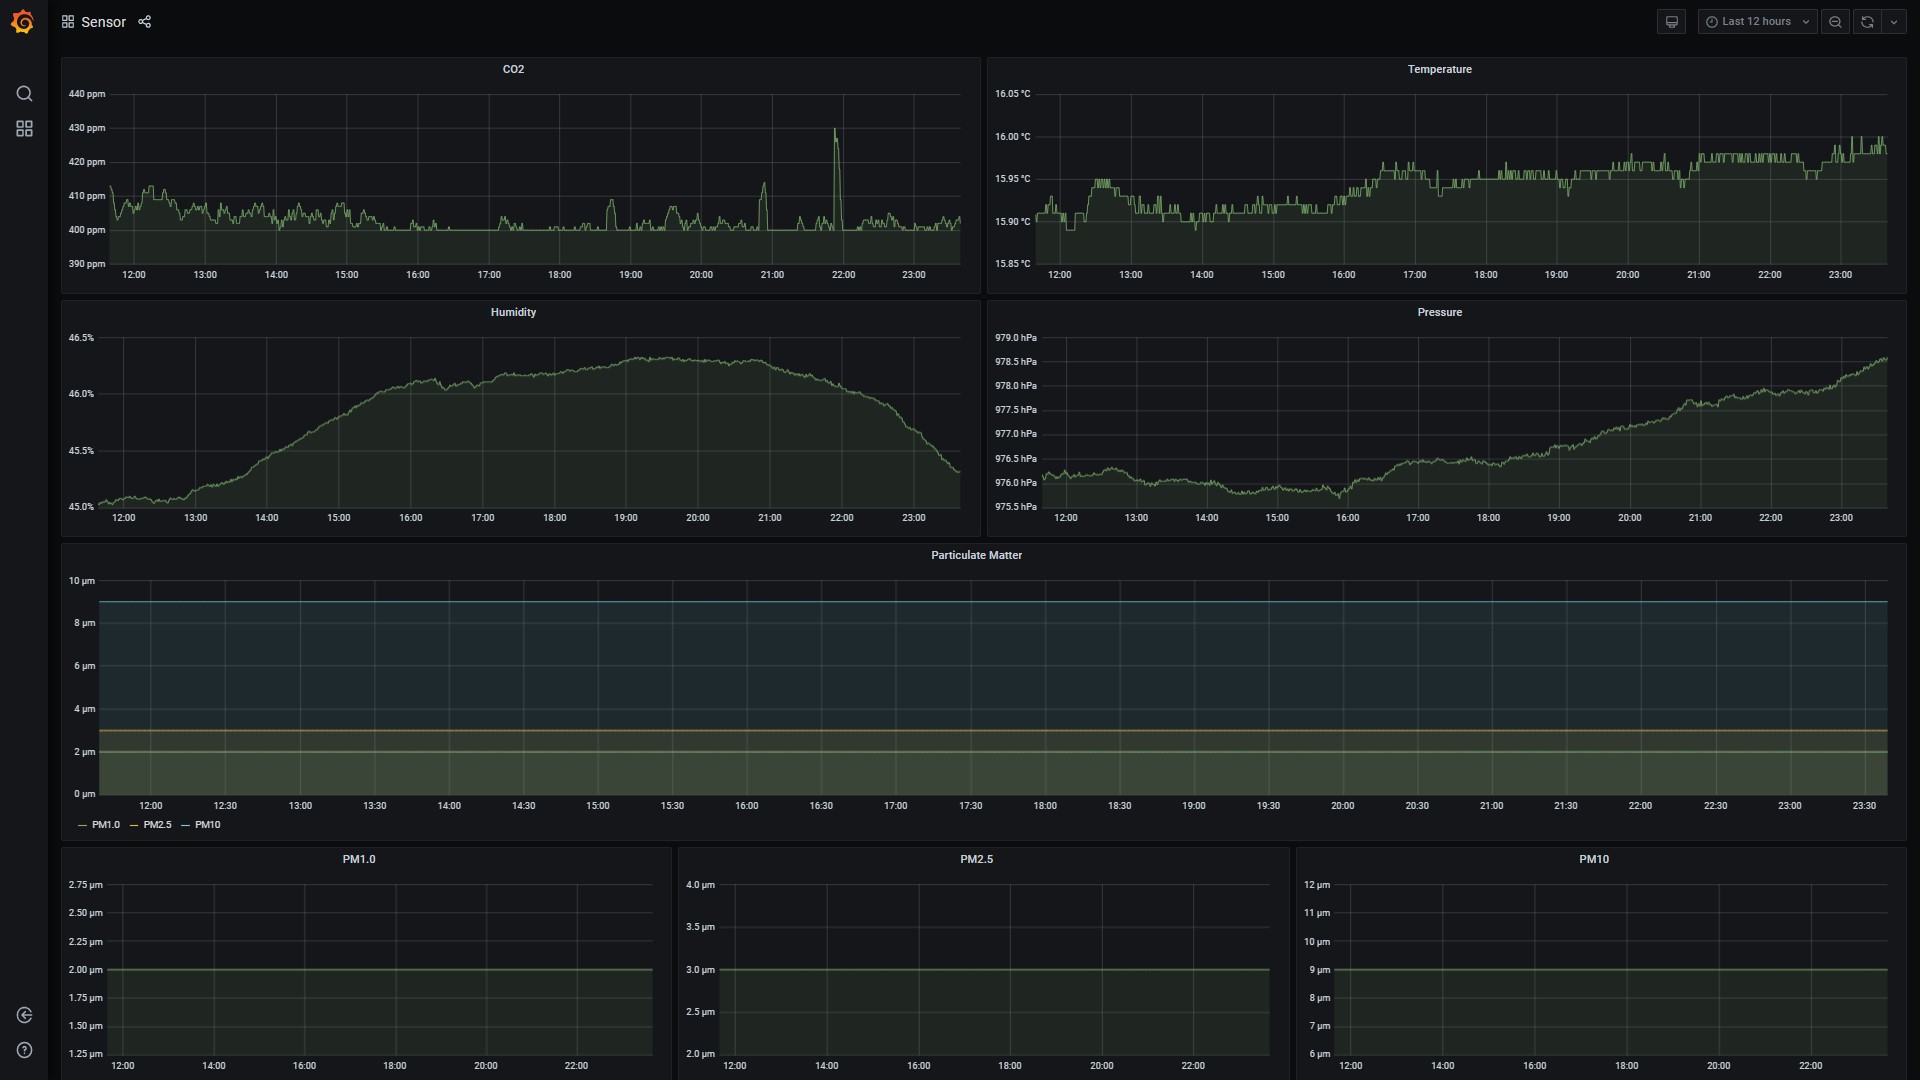 Sensor
Last 12 hours
CO2
440 ppm
430 ppm
420 ppm
410 ppm
400 ppm
390 ppm
12:00 13:00 14:00 15:00 16:00 17:00 18:00 19:00 20:00 21:00 22:00 23:00
Temperature
16.05 °C
16.00 °C
15.95 °C
15.90 °C
15.85 °C
12:00 13:00 14:00 15:00 16:00 17:00 18:00 19:00 20:00 21:00 22:00 23:00
Humidity
46.5%
46.0%
45.5%
45.0%
12:00 13:00 14:00 15:00 16:00 17:00 18:00 19:00 20:00 21:00 22:00 23:00
Pressure
979.0 hPa
978.5 hPa
978.0 hPa
977.5 hPa
977.0 hPa
976.5 hPa
976.0 hPa
975.5 hPa
12:00 13:00 14:00 15:00 16:00 17:00 18:00 19:00 20:00 21:00 22:00 23:00
Particulate Matter
10 µm
8 µm
6 µm
4 µm
2 µm
0 µm
12:00 12:30 13:00 13:30 14:00 14:30 15:00 15:30 16:00 16:30 17:00 17:30 18:00 18:30 19:00 19:30 20:00 20:30 21:00 21:30 22:00 22:30 23:00 23:30
PM1.0 PM2.5 PM10
PM1.0
2.75 µm
2.50 µm
2.25 µm
2.00 µm
1.75 µm
1.50 µm
1.25 µm
12:00 14:00 16:00 18:00 20:00 22:00
PM2.5
4.0 µm
3.5 µm
3.0 µm
2.5 µm
2.0 µm
12:00 14:00 16:00 18:00 20:00 22:00
PM10
12 µm
11 µm
10 µm
9 µm
8 µm
7 µm
6 µm
12:00 14:00 16:00 18:00 20:00 22:00